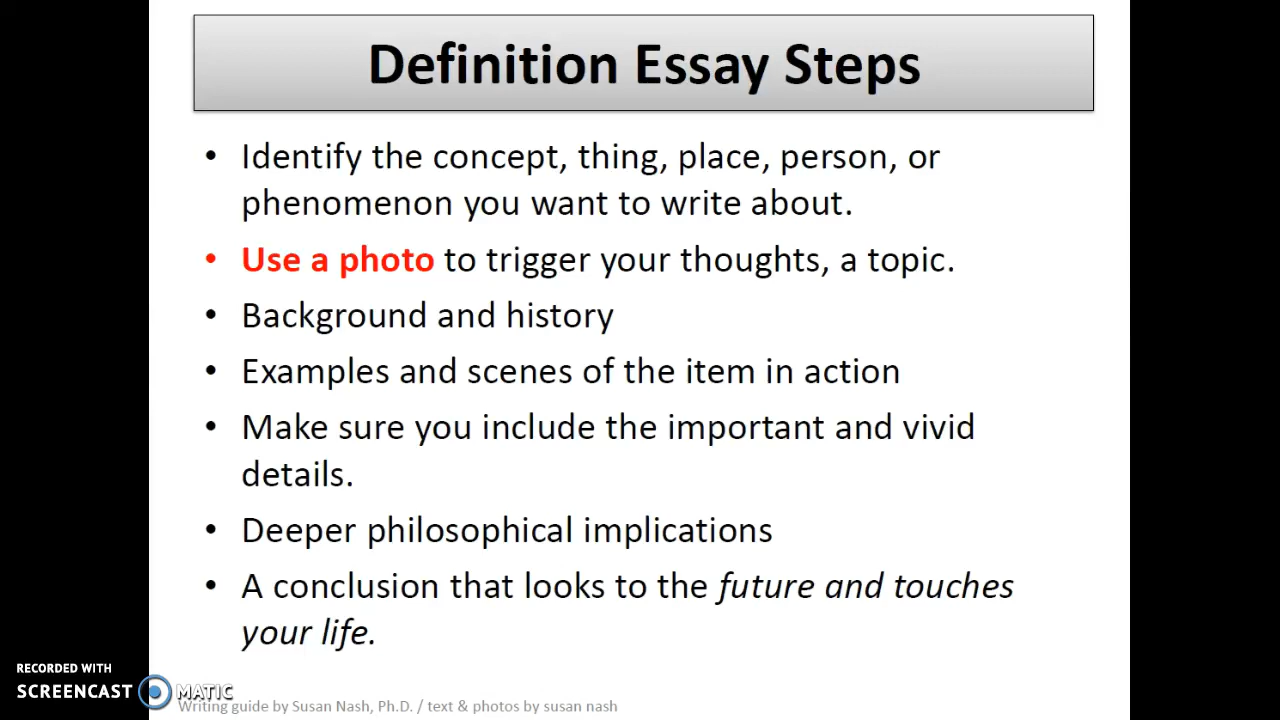 Definition Essay Steps
• Identify the concept, thing, place, person, or
phenomenon you want to write about.
• Use a photo to trigger your thoughts, a topic.
• Background and history
• Examples and scenes of the item in action
• Make sure you include the important and vivid
details.
• Deeper philosophical implications
• A conclusion that looks to the future and touches
your life.
RECORDED WITH
SCREENCAST MATIC
Writing guide by Susan Nash, Ph.D. / text & photos by susan nash